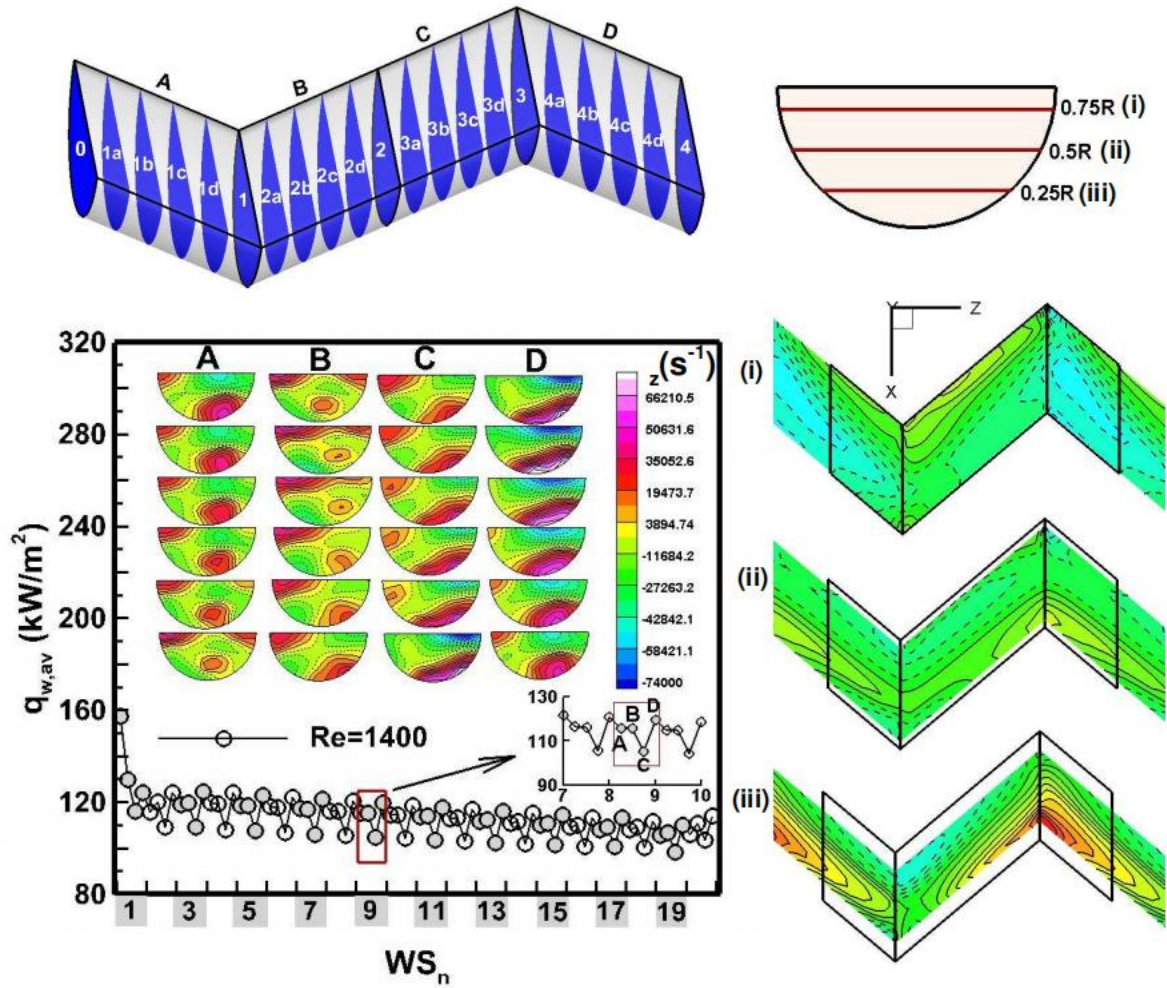 A
B
C
D
0
1a
1b
1c
1d
1
2a
2b
2c
2d
2
3a
3b
3c
3d
3
4a
4b
4c
4d
4
0.75R (i)
0.5R (ii)
0.25R (iii)
320
280
240
200
160
120
80
q_w,av (kW/m²)
A B C D
z(s⁻¹)
66210.5
50631.6
35052.6
19473.7
3894.74
-11684.2
-27263.2
-42842.1
-58421.1
-74000
Re=1400
130
110
90
A
B
C
D
7 8 9 10
1 3 5 7 9 11 13 15 17 19
WS_n
(i)
Y Z
X
(ii)
(iii)